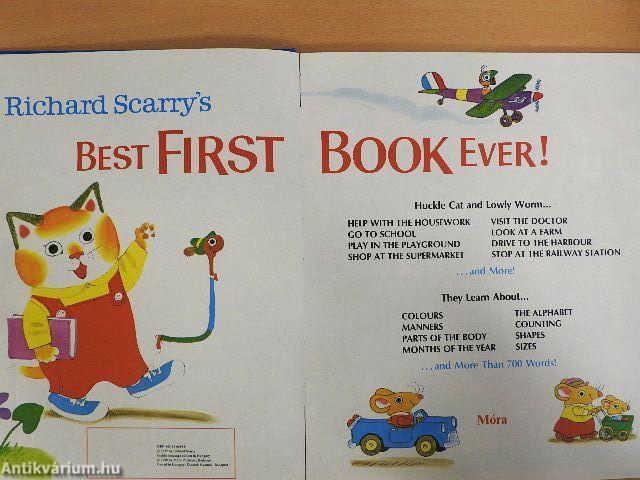 Richard Scarry's
BEST FIRST BOOK EVER!
Huckle Cat and Lowly Worm...
HELP WITH THE HOUSEWORK
GO TO SCHOOL
PLAY IN THE PLAYGROUND
SHOP AT THE SUPERMARKET
VISIT THE DOCTOR
LOOK AT A FARM
DRIVE TO THE HARBOUR
STOP AT THE RAILWAY STATION
...and More!
They Learn About...
COLOURS
MANNERS
PARTS OF THE BODY
MONTHS OF THE YEAR
THE ALPHABET
COUNTING
SHAPES
SIZES
...and More Than 700 Words!
Móra
Antikvárium.hu